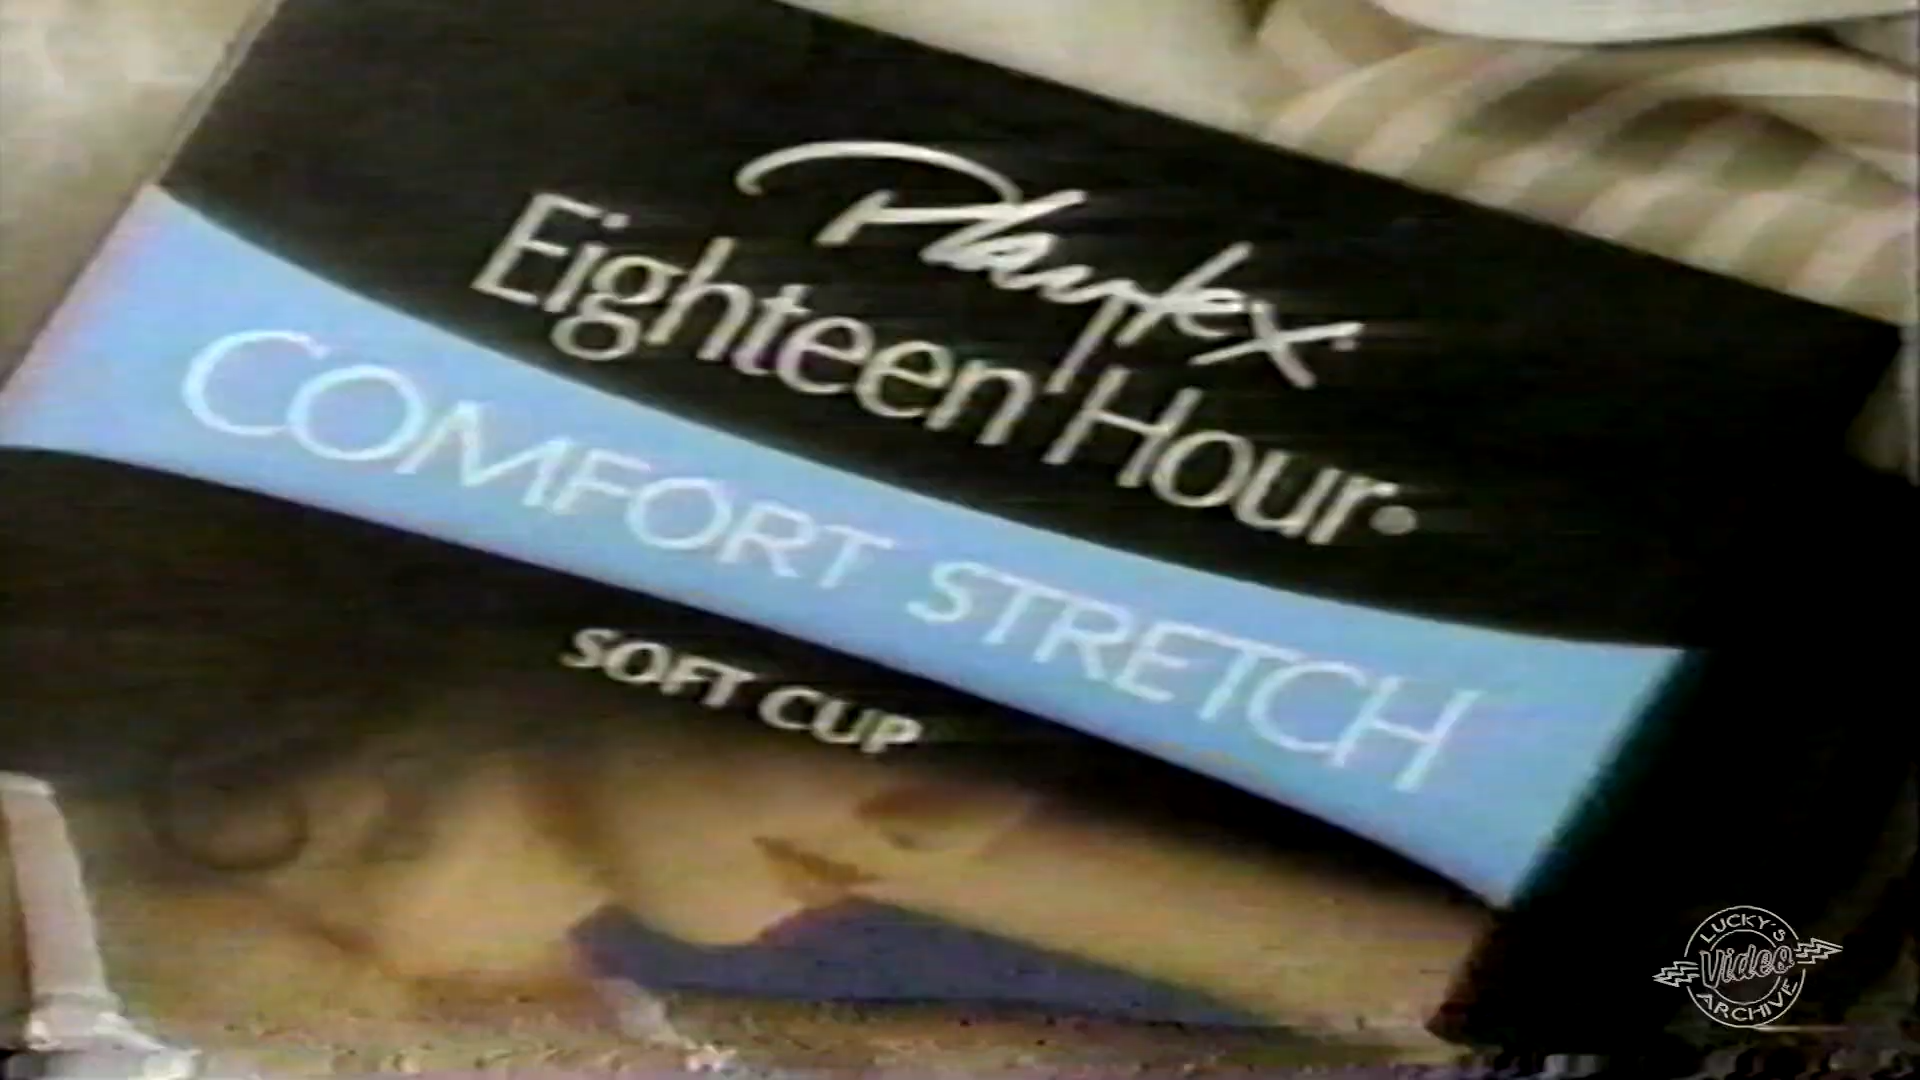 Playtex
Eighteen Hour
COMFORT STRETCH
SOFT CUP
LUCKY'S
Video
ARCHIVE